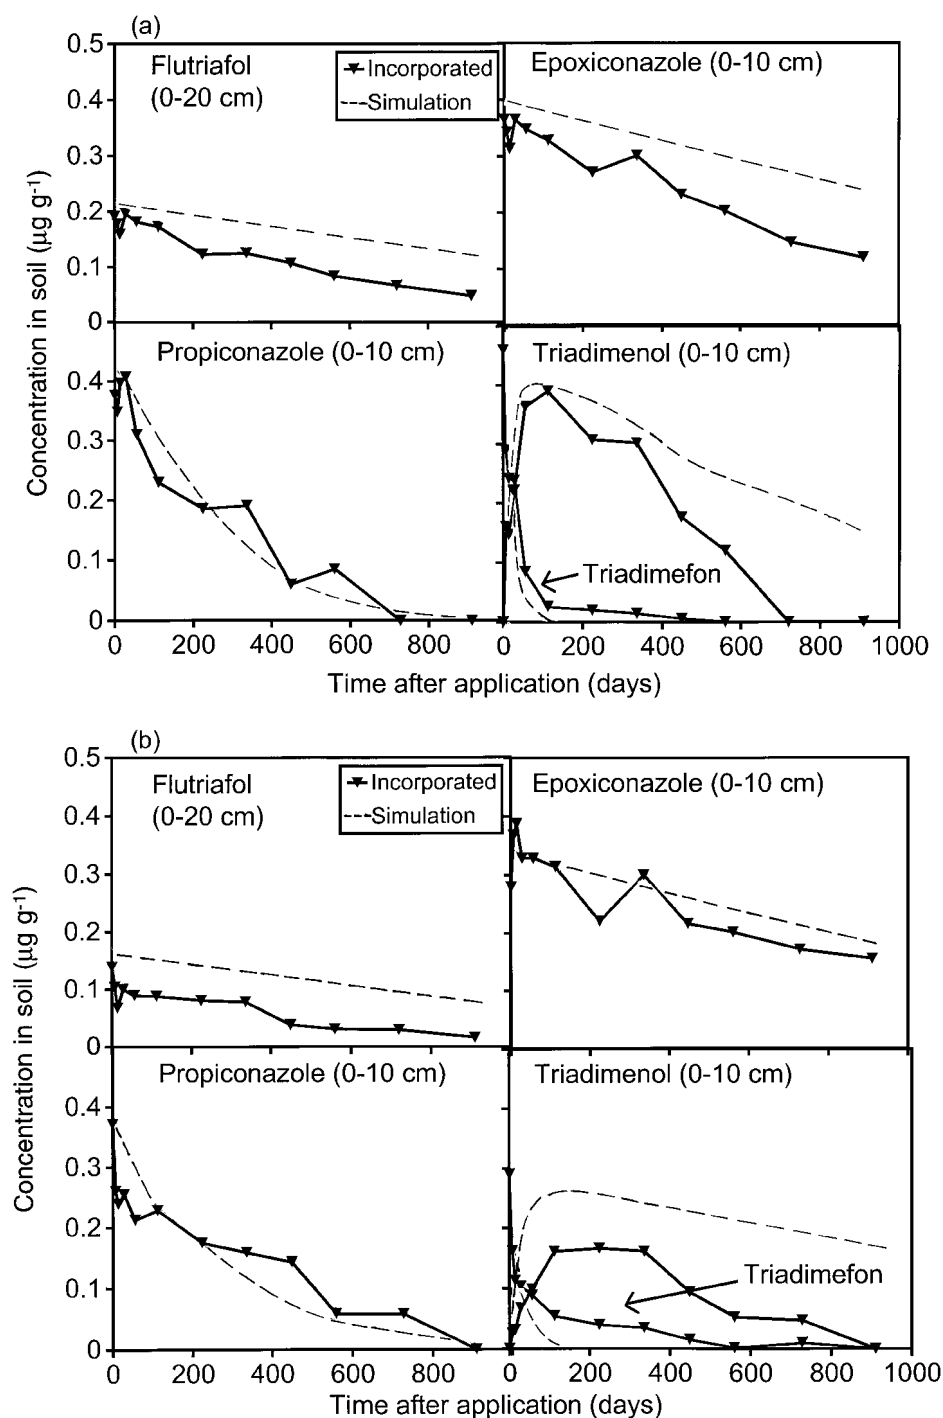 (a)
0.5
Flutriafol
(0-20 cm)
Incorporated
Simulation
Epoxiconazole (0-10 cm)
0.4
0.3
0.2
0.1
0
Concentration in soil (µg g-1)
Propiconazole (0-10 cm)
Triadimenol (0-10 cm)
0.4
0.3
0.2
0.1
0
Triadimefon
0 200 400 600 800 0 200 400 600 800 1000
Time after application (days)
(b)
0.5
Flutriafol
(0-20 cm)
Incorporated
Simulation
Epoxiconazole (0-10 cm)
0.4
0.3
0.2
0.1
0
Concentration in soil (µg g-1)
Propiconazole (0-10 cm)
Triadimenol (0-10 cm)
0.4
0.3
0.2
0.1
0
Triadimefon
0 200 400 600 800 0 200 400 600 800 1000
Time after application (days)